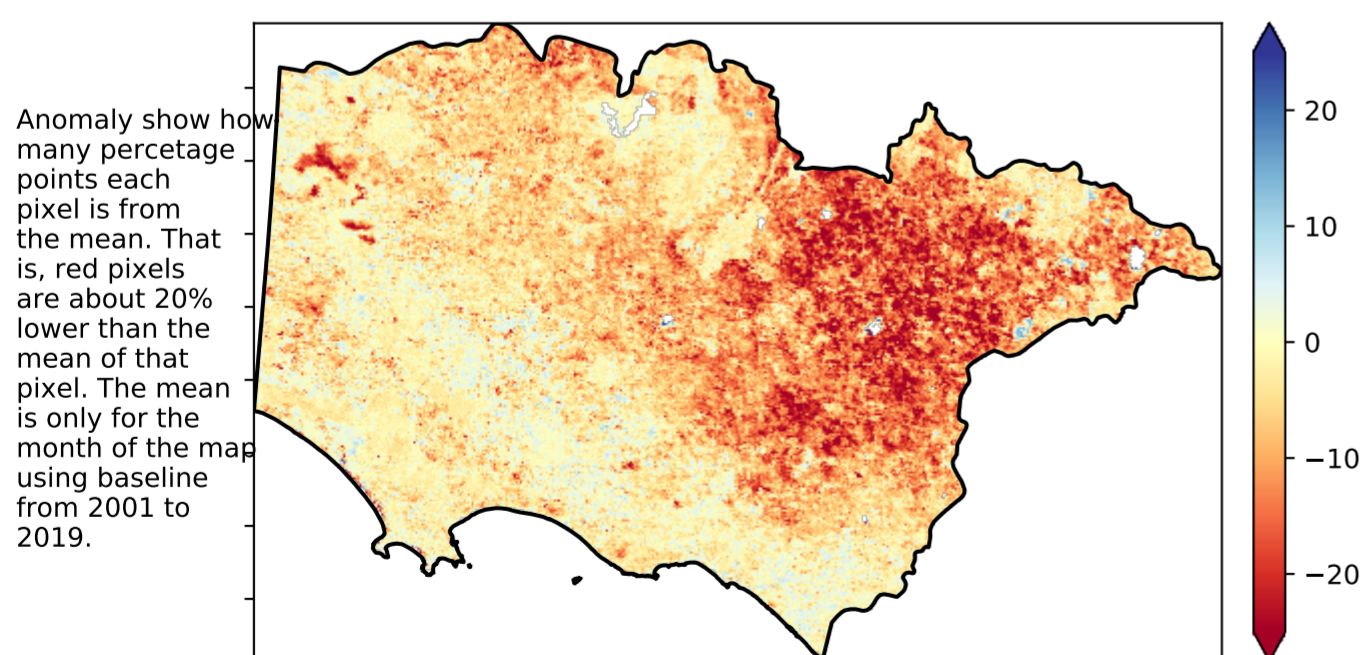 Anomaly show how
many percetage
points each
pixel is from
the mean. That
is, red pixels
are about 20%
lower than the
mean of that
pixel. The mean
is only for the
month of the map
using baseline
from 2001 to
2019.
20
10
0
−10
−20